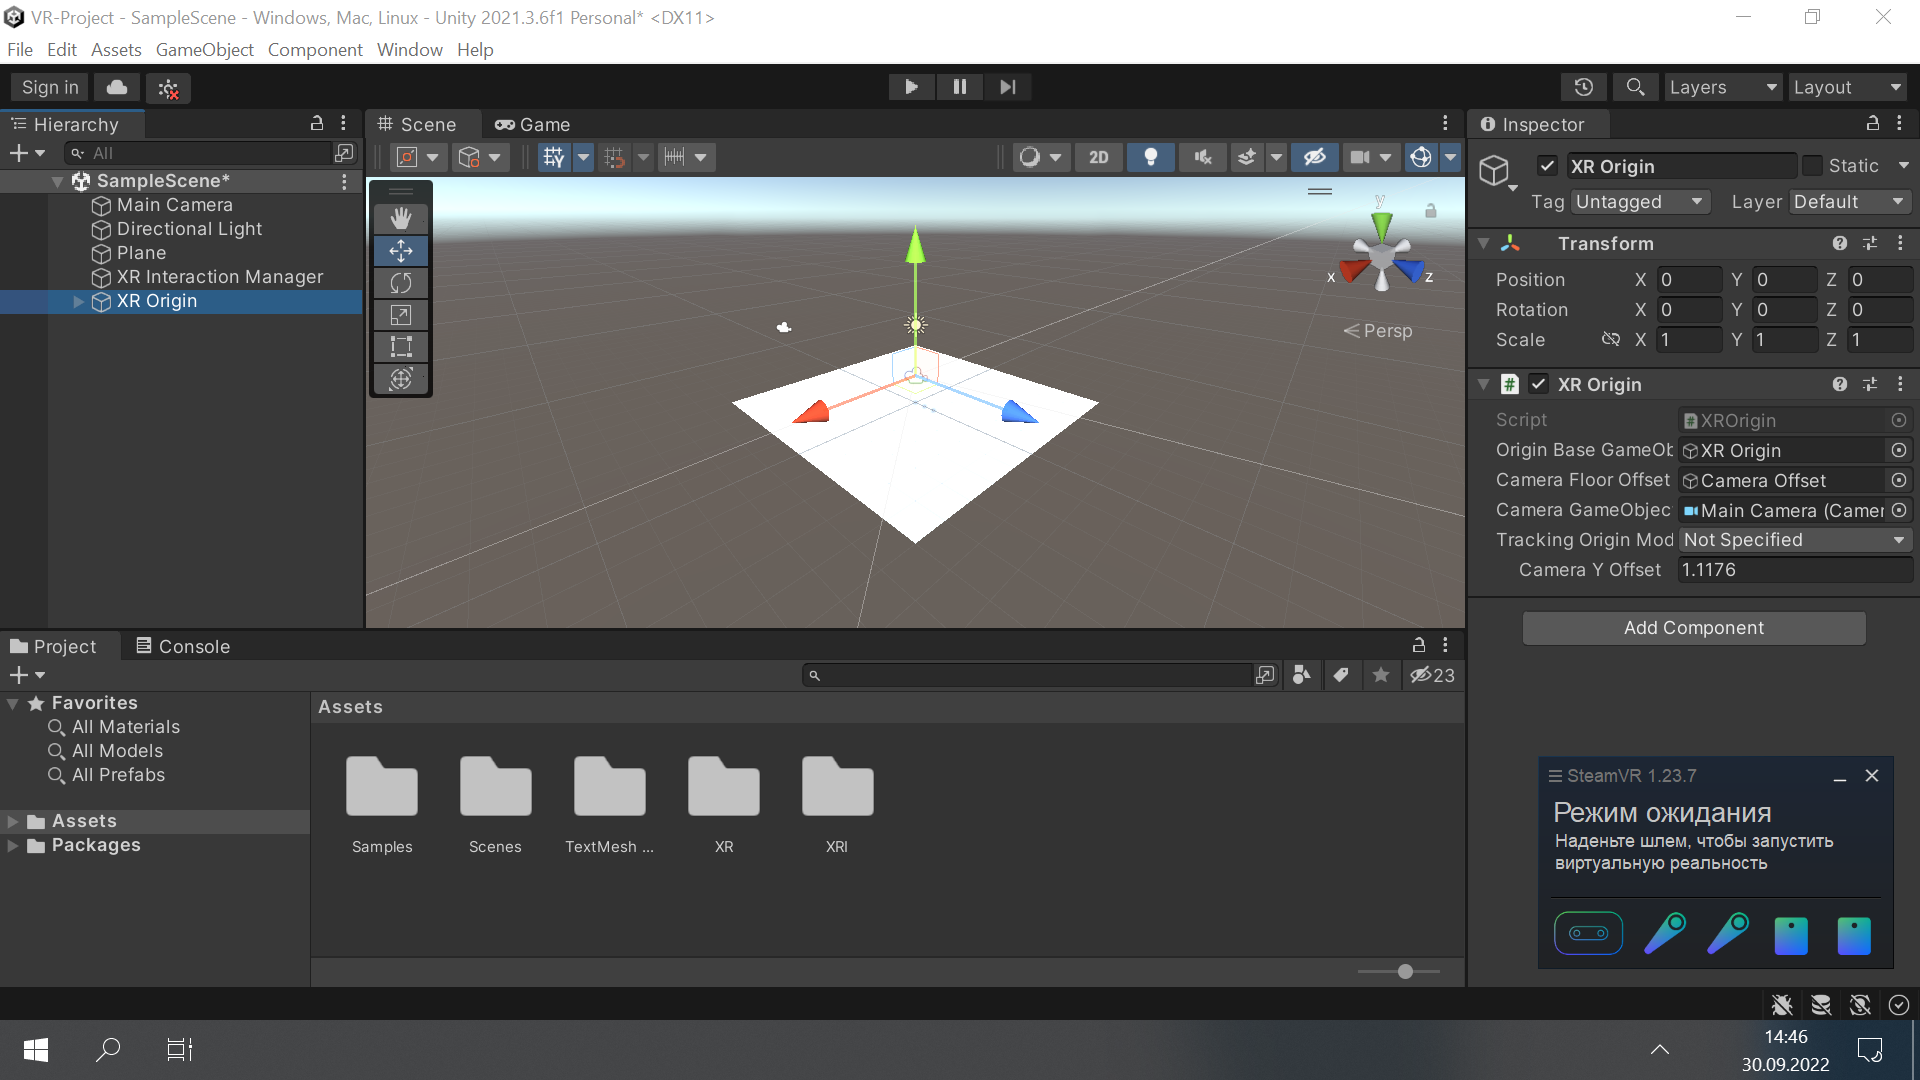 VR-Project - SampleScene - Windows, Mac, Linux - Unity 2021.3.6f1 Personal* <DX11>
File Edit Assets GameObject Component Window Help
Sign in
Layers
Layout
Hierarchy
All
SampleScene*
Main Camera
Directional Light
Plane
XR Interaction Manager
XR Origin
Scene
Game
2D
y
x
z
Persp
Inspector
XR Origin
Static
Tag Untagged
Layer Default
Transform
Position X 0 Y 0 Z 0
Rotation X 0 Y 0 Z 0
Scale X 1 Y 1 Z 1
# XR Origin
Script #XROrigin
Origin Base GameOb XR Origin
Camera Floor Offset Camera Offset
Camera GameObjec Main Camera (Camer
Tracking Origin Mod Not Specified
Camera Y Offset 1.1176
Add Component
Project
Console
23
Favorites
All Materials
All Models
All Prefabs
Assets
Packages
Assets
Samples
Scenes
TextMesh ...
XR
XRI
SteamVR 1.23.7
Режим ожидания
Наденьте шлем, чтобы запустить
виртуальную реальность
14:46
30.09.2022